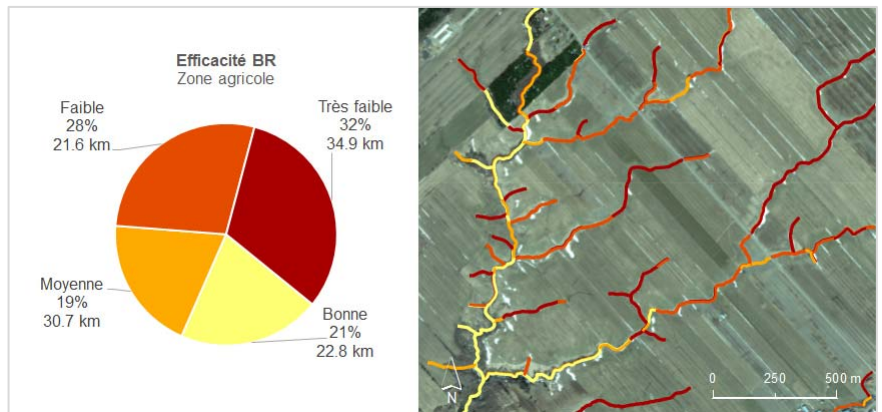 Efficacité BR
Zone agricole
Faible
28%
21.6 km
Très faible
32%
34.9 km
Moyenne
19%
30.7 km
Bonne
21%
22.8 km
N
0 250 500 m